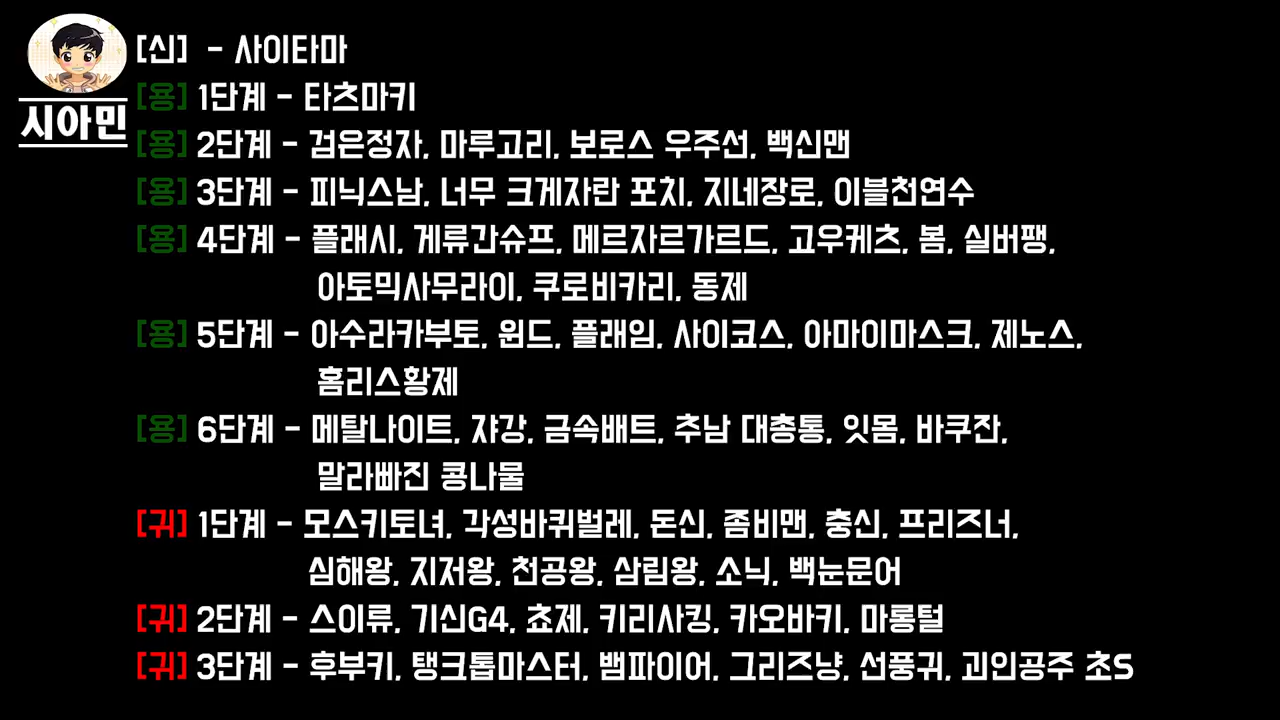 [신] - 사이타마
시아민
[용] 1단계 - 타츠마키
[용] 2단계 - 검은정자, 마루고리, 보로스 우주선, 백신맨
[용] 3단계 - 피닉스남, 너무 크게자란 포치, 지네장로, 이블천연수
[용] 4단계 - 플래시, 게류간슈프, 메르자르가르드, 고우케츠, 봄, 실버팽,
아토믹사무라이, 쿠로비카리, 동제
[용] 5단계 - 아수라카부토, 윈드, 플래임, 사이코스, 아마이마스크, 제노스,
홈리스황제
[용] 6단계 - 메탈나이트, 쟈강, 금속배트, 추남 대총통, 잇몸, 바쿠잔,
말라빠진 콩나물
[귀] 1단계 - 모스키토녀, 각성바퀴벌레, 돈신, 좀비맨, 충신, 프리즈너,
심해왕, 지저왕, 천공왕, 삼림왕, 소닉, 백눈문어
[귀] 2단계 - 스이류, 기신G4, 쵸제, 키리사킹, 카오바키, 마롱털
[귀] 3단계 - 후부키, 탱크톱마스터, 뱀파이어, 그리즈냥, 선풍귀, 괴인공주 초S